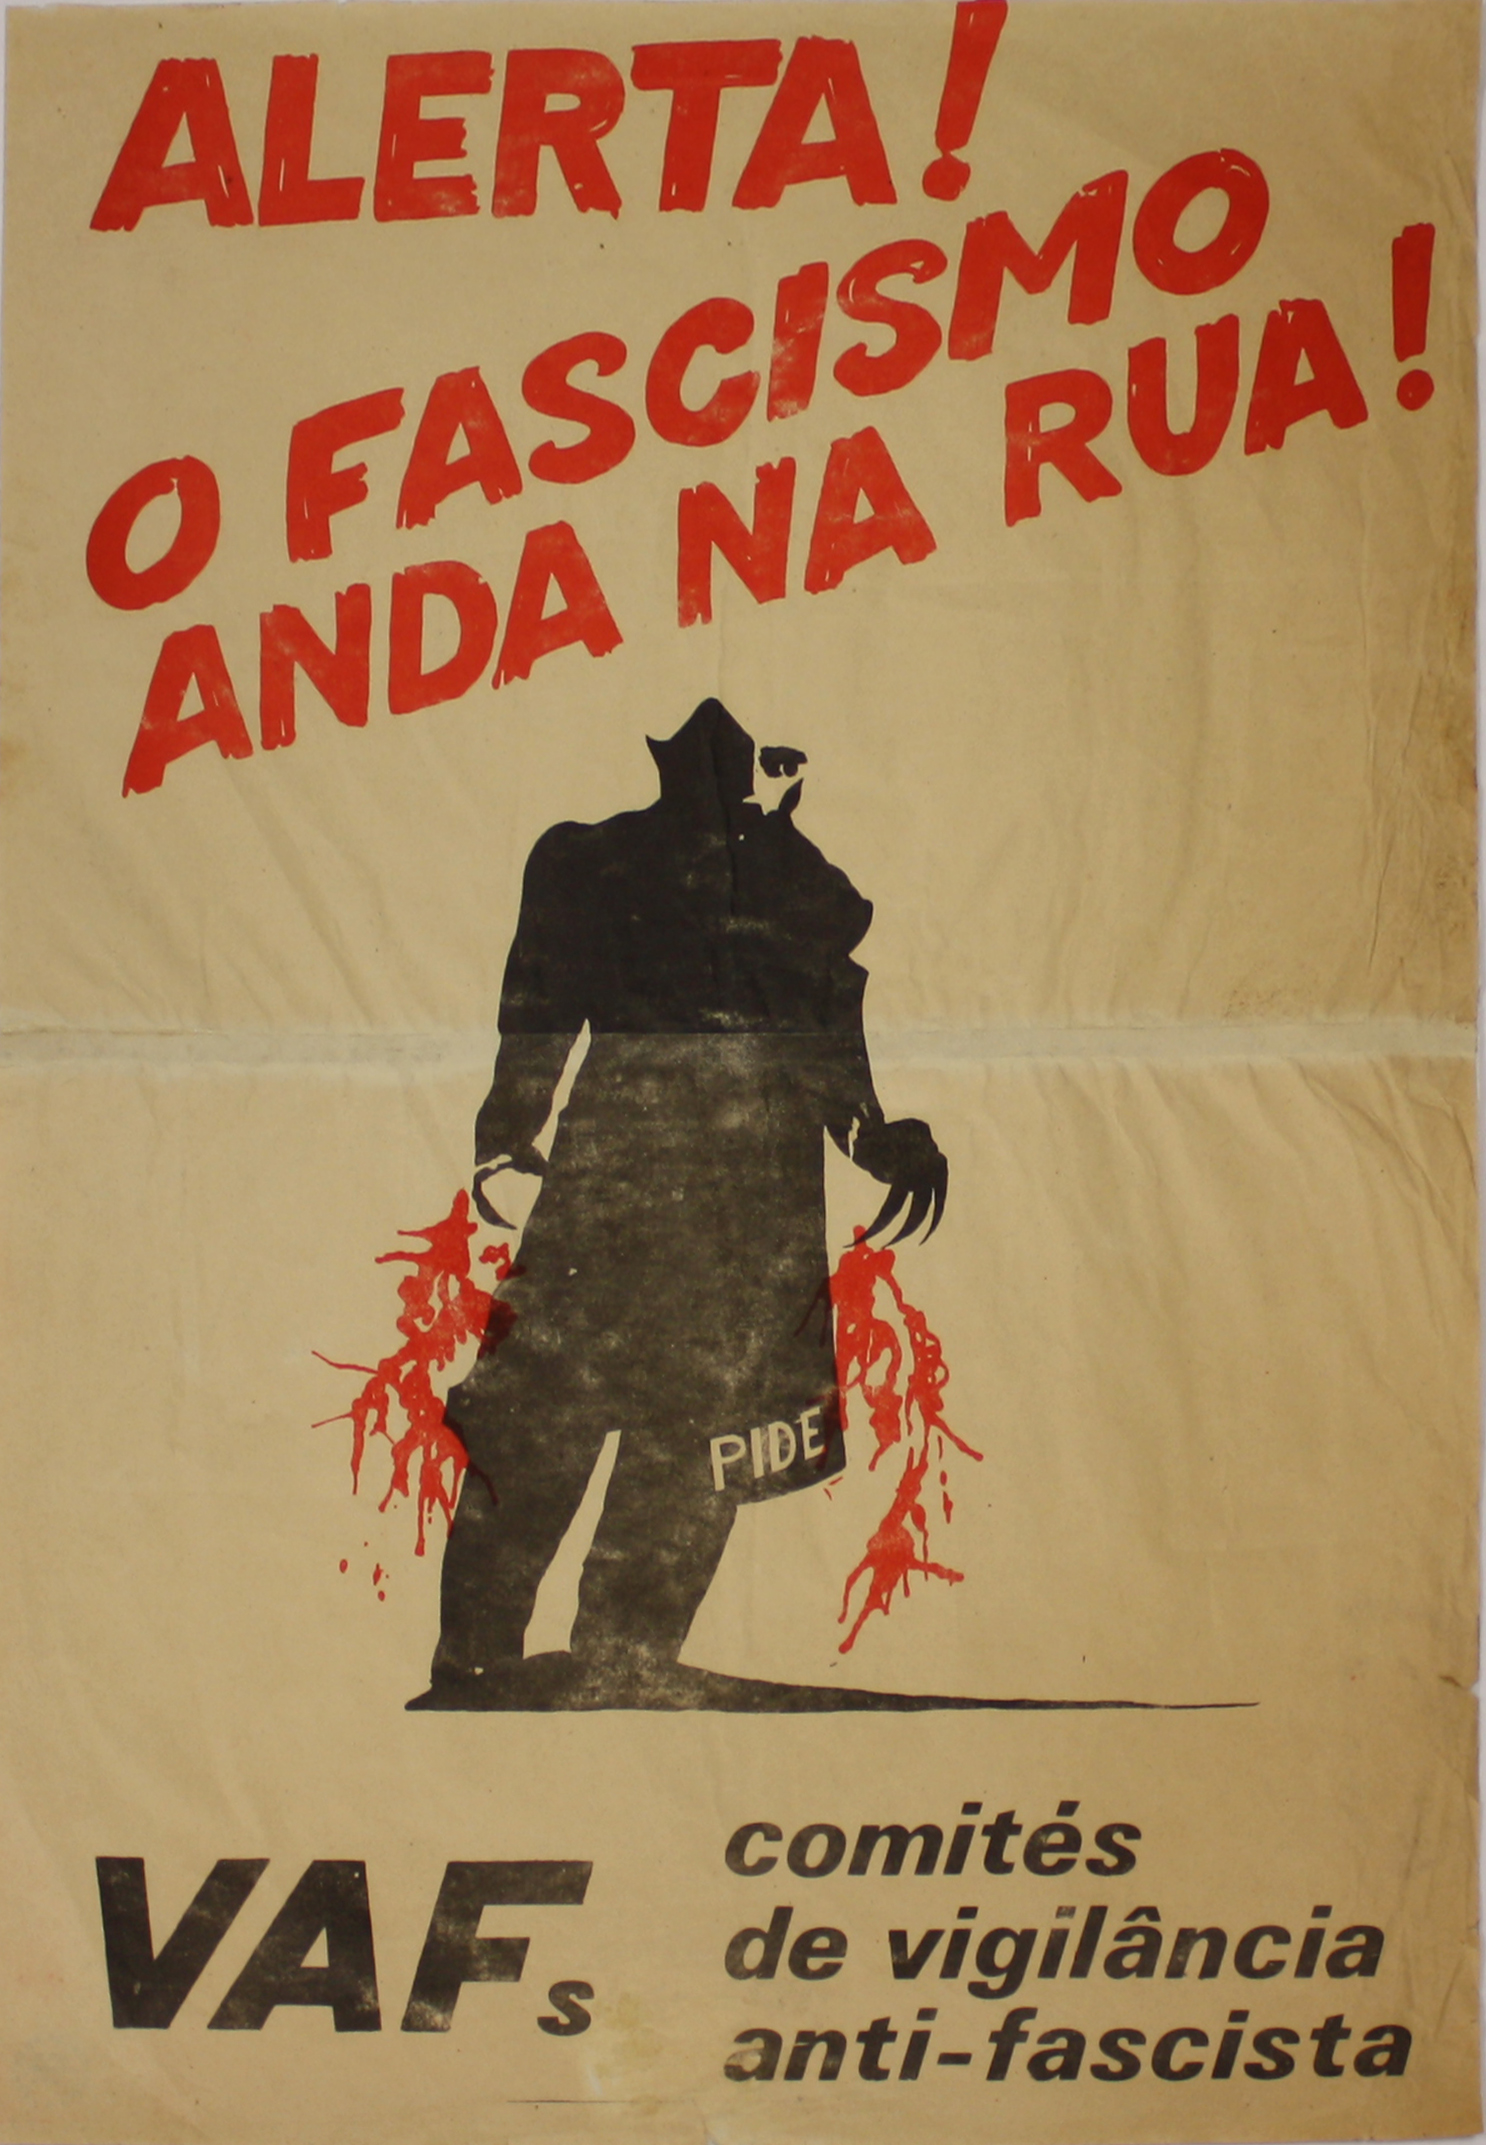 ALERTA!
O FASCISMO
ANDA NA RUA!
PIDE
VAFs
comités
de vigilância
anti-fascista